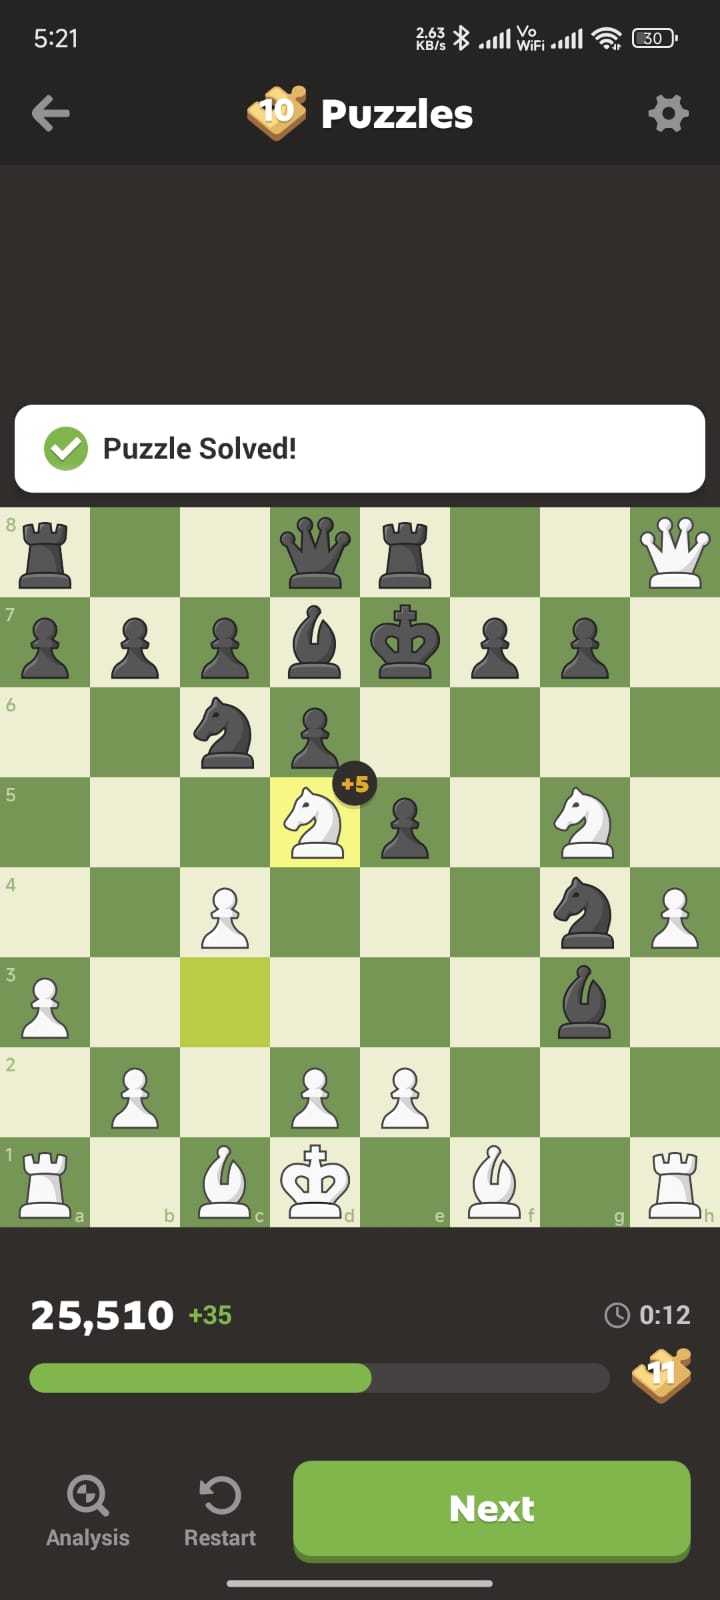 5:21
2.63
KB/s
Vo
WiFi
30
10
Puzzles
Puzzle Solved!
8
7
6
5
4
3
2
1
+5
a b c d e f g h
25,510 +35 0:12
11
Analysis
Restart
Next